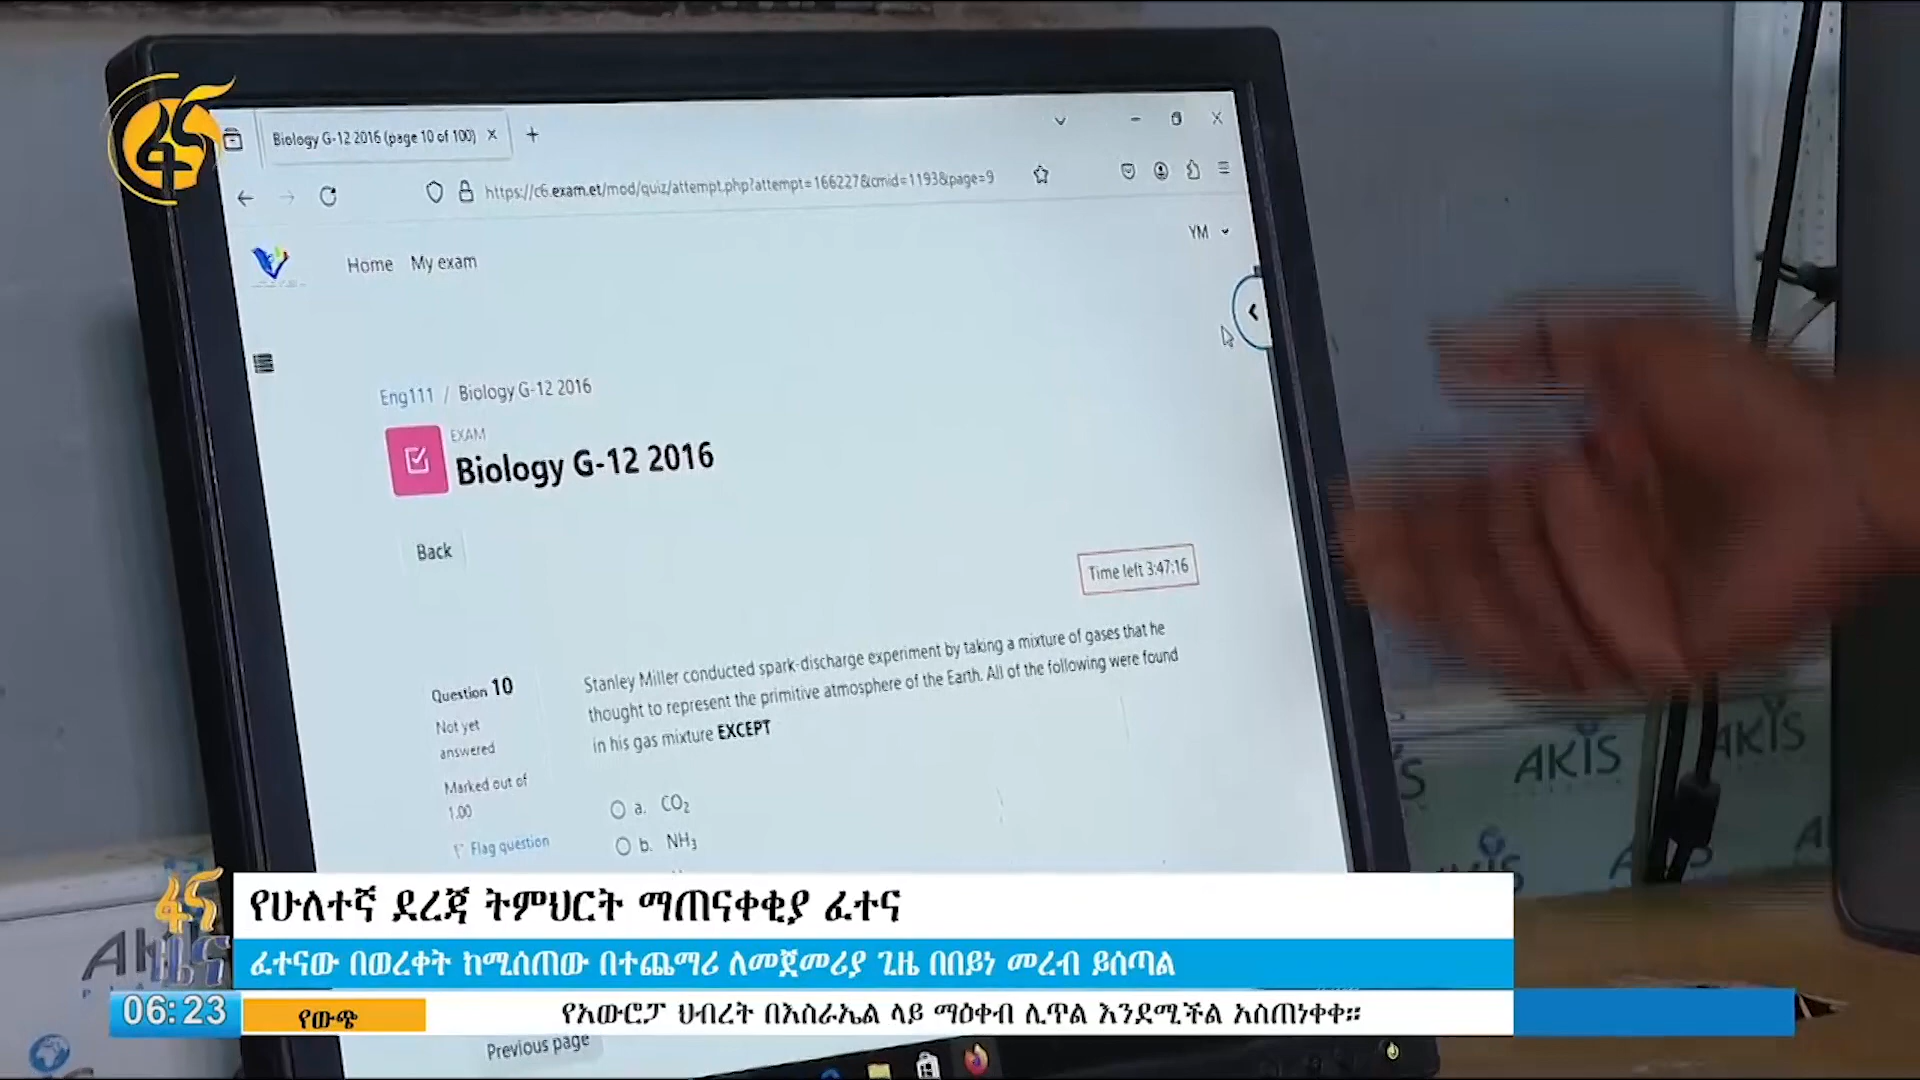 ፋና
Biology G-12 2016 (page 10 of 100)
https://c6.exam.et/mod/quiz/attempt.php?attempt=166227&cmid=1193&page=9
YM
Home My exam
Eng111 / Biology G-12 2016
EXAM
Biology G-12 2016
Back
Time left 3:47:16
Question 10
Not yet
answered
Marked out of
1.00
Flag question
Stanley Miller conducted spark-discharge experiment by taking a mixture of gases that he
thought to represent the primitive atmosphere of the Earth. All of the following were found
in his gas mixture EXCEPT
a. CO₂
b. NH₃
Previous page
AKIS
AKIS
ፋና
ዜና
የሁለተኛ ደረጃ ትምህርት ማጠናቀቂያ ፈተና
ፈተናው በወረቀት ከሚሰጠው በተጨማሪ ለመጀመሪያ ጊዜ በበይነ መረብ ይሰጣል
06:23
የውጭ
የአውሮፓ ህብረት በእስራኤል ላይ ማዕቀብ ሊጥል እንደሚችል አስጠነቀቀ።